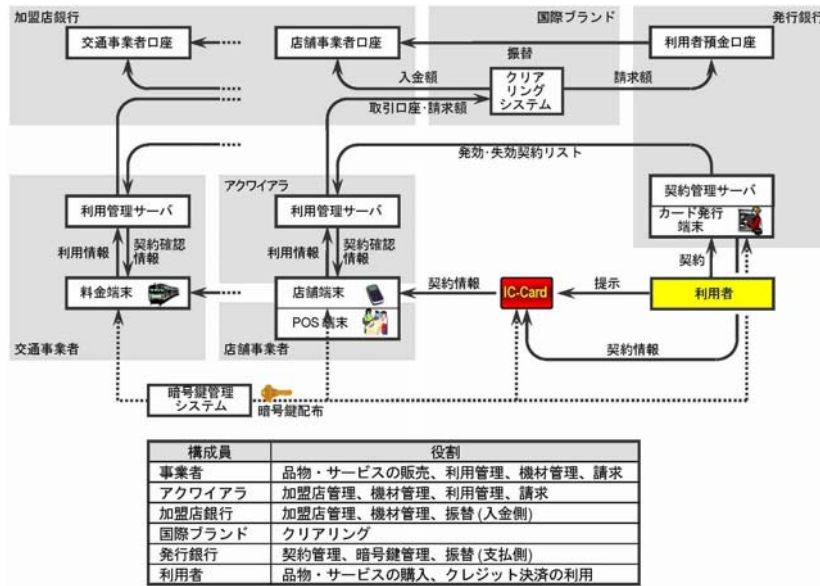 加盟店銀行
国際ブランド
発行銀行
交通事業者口座
店舗事業者口座
利用者預金口座
振替
入金額
クリア
リング
システム
請求額
取引口座・請求額
発効・失効契約リスト
アクワイアラ
契約管理サーバ
カード発行
端末
利用管理サーバ
利用管理サーバ
利用情報
契約確認
情報
利用情報
契約確認
情報
契約
料金端末
店舗端末
POS端末
契約情報
IC-Card
提示
利用者
契約情報
交通事業者
店舗事業者
暗号鍵管理
システム
暗号鍵配布
構成員 役割
事業者 品物・サービスの販売、利用管理、機材管理、請求
アクワイアラ 加盟店管理、機材管理、利用管理、請求
加盟店銀行 加盟店管理、機材管理、振替(入金側)
国際ブランド クリアリング
発行銀行 契約管理、暗号鍵管理、振替(支払側)
利用者 品物・サービスの購入、クレジット決済の利用